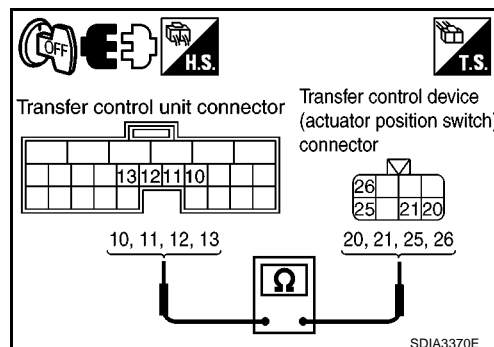 OFF
H.S.
T.S.
Transfer control unit connector
Transfer control device
(actuator position switch)
connector
13 12 11 10
26
25 21 20
10, 11, 12, 13
20, 21, 25, 26
Ω
SDIA3370E